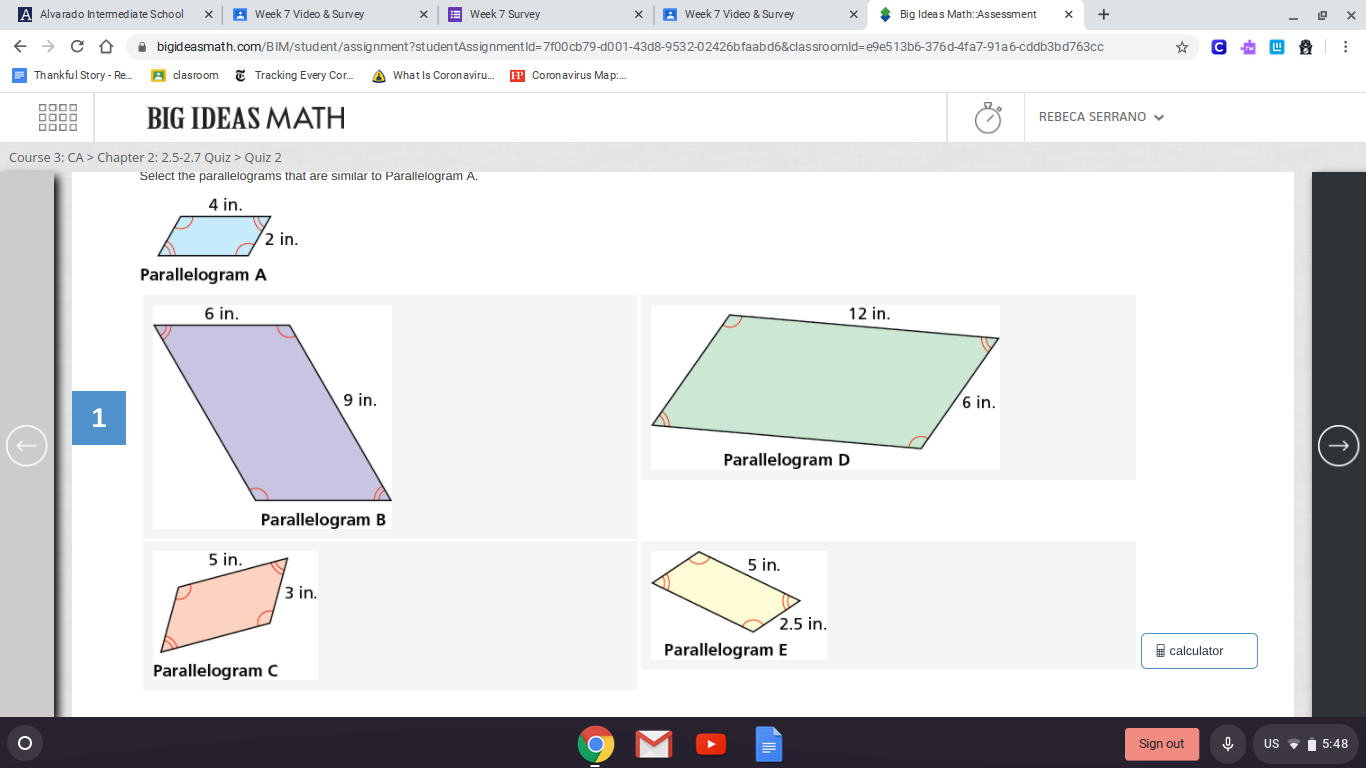 Alvarado Intermediate School
Week 7 Video & Survey
Week 7 Survey
Week 7 Video & Survey
Big Ideas Math::Assessment
bigideasmath.com/BIM/student/assignment?studentAssignmentId=7f00cb79-d001-43d8-9532-02426bfaabd6&classroomId=e9e513b6-376d-4fa7-91a6-cddb3bd763cc
Thankful Story - Re...
clasroom
Tracking Every Cor...
What Is Coronaviru...
FP
Coronavirus Map:...
BIG IDEAS MATH
REBECA SERRANO
Course 3: CA > Chapter 2: 2.5-2.7 Quiz > Quiz 2
Select the parallelograms that are similar to Parallelogram A.
4 in.
2 in.
Parallelogram A
6 in.
9 in.
Parallelogram B
12 in.
6 in.
Parallelogram D
1
5 in.
3 in.
Parallelogram C
5 in.
2.5 in.
Parallelogram E
calculator
Sign out
US
5:48